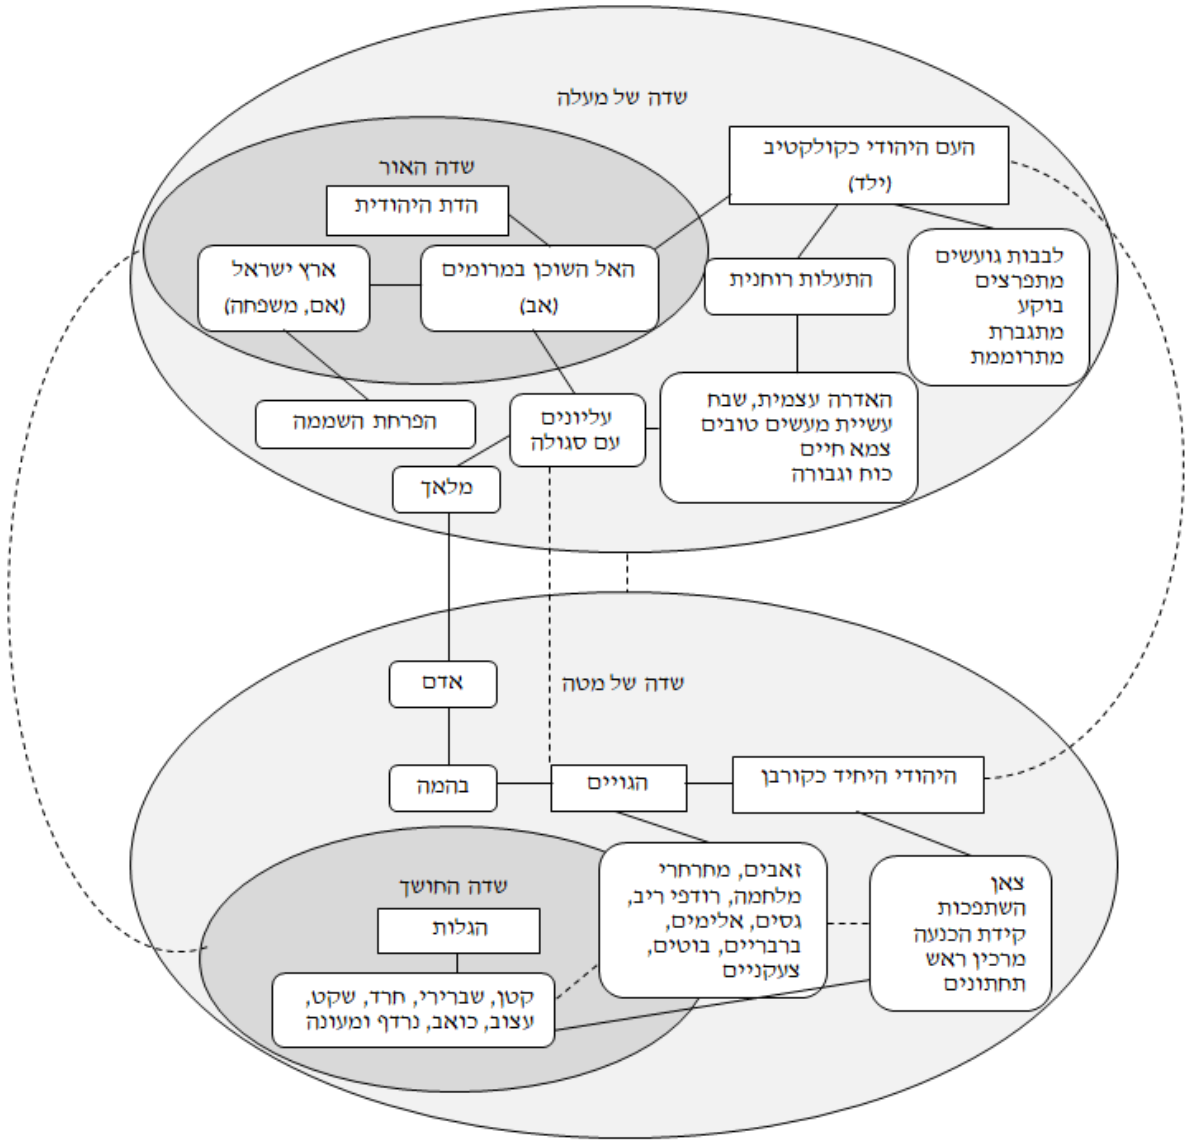 שדה של מעלה
העם היהודי כקולקטיב
(ילד)
שדה האור
הדת היהודית
ארץ ישראל
(אם, משפחה)
האל השוכן במרומים
(אב)
התעלות רוחנית
לבבות גועשים
מתפרצים
בוקע
מתגברת
מתרוממת
האדרה עצמית, שבח
עשיית מעשים טובים
צמא חיים
כוח וגבורה
עליונים
עם סגולה
הפרחת השממה
מלאך
שדה של מטה
אדם
היהודי היחיד כקורבן
הגויים
בהמה
זאבים, מחרחרי
מלחמה, רודפי ריב,
גסים, אלימים,
ברבריים, בוטים,
צעקניים
צאן
השתפכות
קידת הכנעה
מרכין ראש
תחתונים
שדה החושך
הגלות
קטן, שברירי, חרד, שקט,
עצוב, כואב, נרדף ומעונה